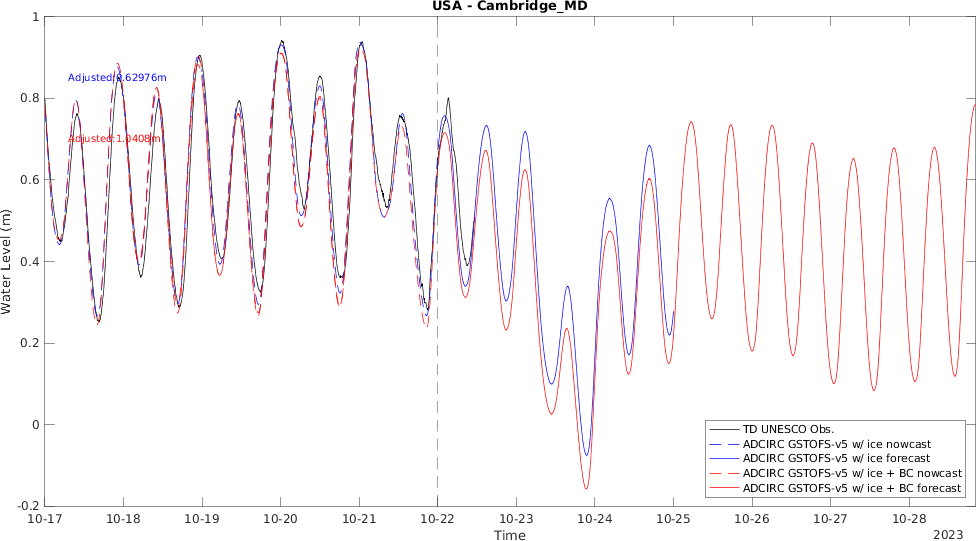 USA - Cambridge_MD
Water Level (m)
1
0.8
0.6
0.4
0.2
0
-0.2
Adjusted:0.62976m
Adjusted:1.0408m
TD UNESCO Obs.
ADCIRC GSTOFS-v5 w/ ice nowcast
ADCIRC GSTOFS-v5 w/ ice forecast
ADCIRC GSTOFS-v5 w/ ice + BC nowcast
ADCIRC GSTOFS-v5 w/ ice + BC forecast
10-17 10-18 10-19 10-20 10-21 10-22 10-23 10-24 10-25 10-26 10-27 10-28
Time
2023